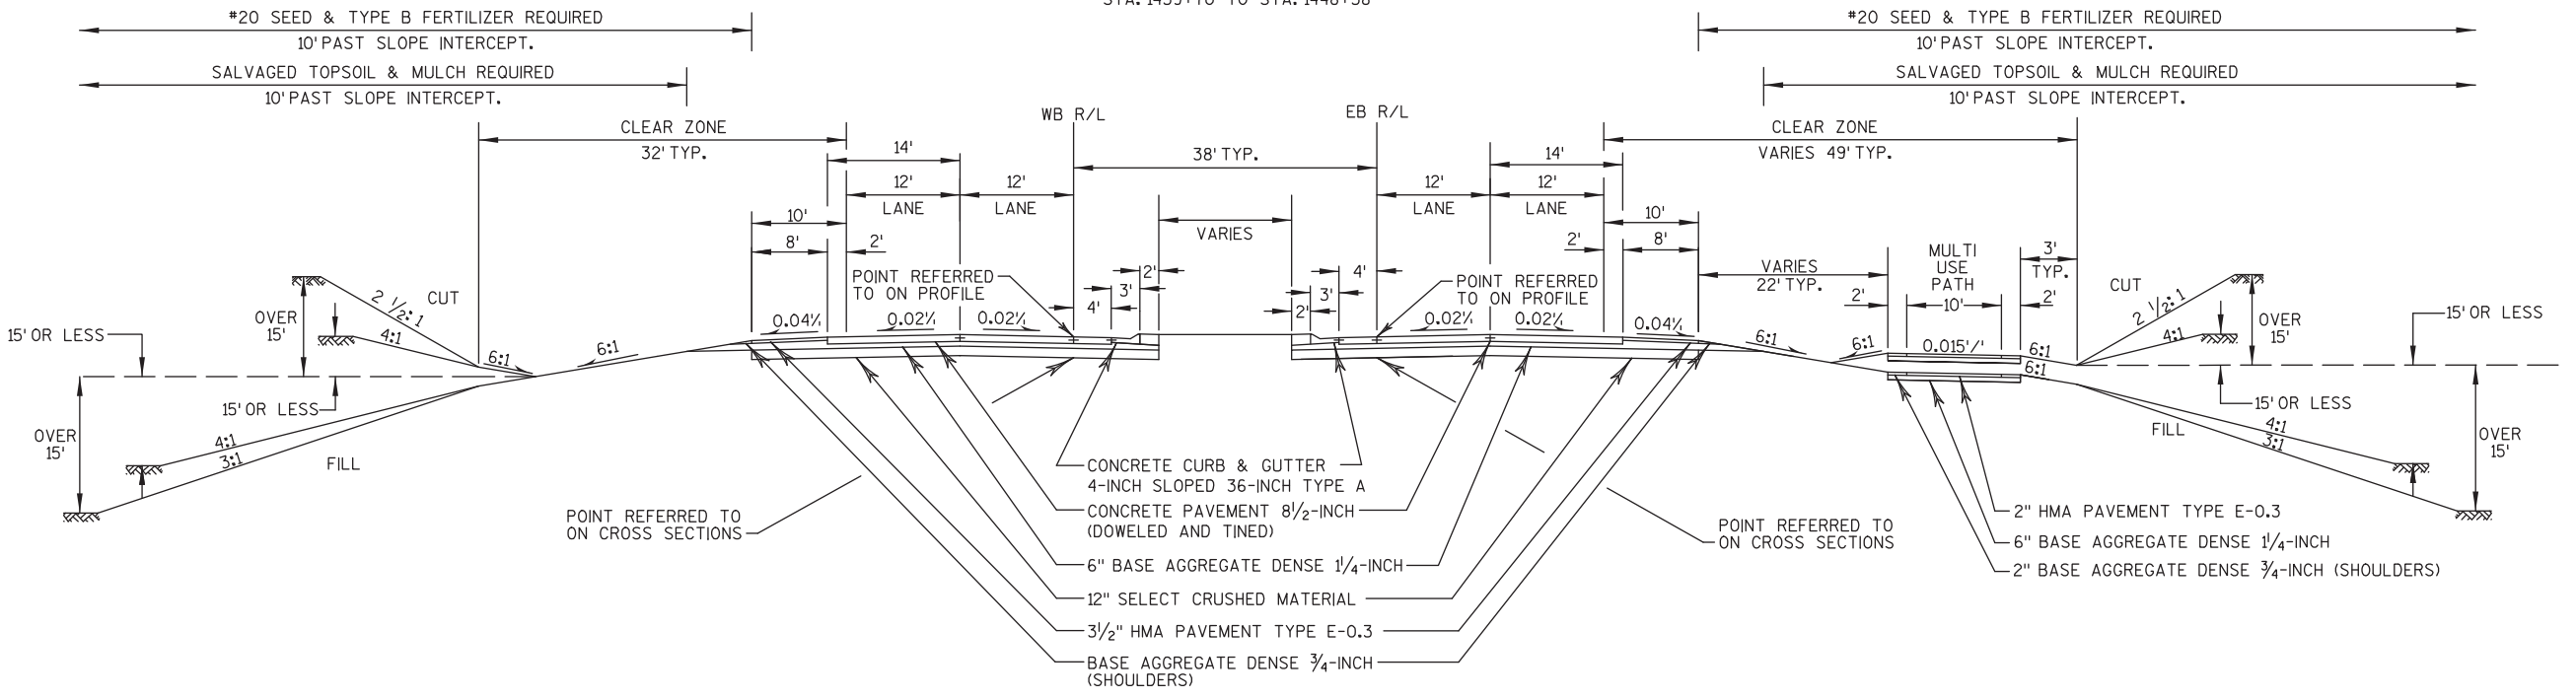 #20 SEED & TYPE B FERTILIZER REQUIRED
10' PAST SLOPE INTERCEPT.
SALVAGED TOPSOIL & MULCH REQUIRED
10' PAST SLOPE INTERCEPT.
#20 SEED & TYPE B FERTILIZER REQUIRED
10' PAST SLOPE INTERCEPT.
SALVAGED TOPSOIL & MULCH REQUIRED
10' PAST SLOPE INTERCEPT.
CLEAR ZONE
32' TYP.
14'
12'
LANE
12'
LANE
10'
8'
2'
WB R/L
38' TYP.
EB R/L
VARIES
12'
LANE
14'
12'
LANE
10'
2'
8'
CLEAR ZONE
VARIES 49' TYP.
VARIES
22' TYP.
MULTI
USE
PATH
2'
10'
2'
3'
TYP.
POINT REFERRED
TO ON PROFILE
4'
3'
2'
2'
3'
4'
POINT REFERRED
TO ON PROFILE
15' OR LESS
OVER
15'
2 1/2:1
CUT
4:1
6:1
6:1
0.04'/'
0.02'/'
0.02'/'
0.02'/'
0.02'/'
0.04'/'
6:1
6:1
0.015'/'
6:1
6:1
CUT
2 1/2:1
4:1
OVER
15'
15' OR LESS
15' OR LESS
OVER
15'
4:1
3:1
FILL
15' OR LESS
FILL
4:1
3:1
OVER
15'
POINT REFERRED TO
ON CROSS SECTIONS
CONCRETE CURB & GUTTER
4-INCH SLOPED 36-INCH TYPE A
CONCRETE PAVEMENT 8 1/2-INCH
(DOWELED AND TINED)
6" BASE AGGREGATE DENSE 1 1/4-INCH
12" SELECT CRUSHED MATERIAL
3 1/2" HMA PAVEMENT TYPE E-0.3
BASE AGGREGATE DENSE 3/4-INCH
(SHOULDERS)
POINT REFERRED TO
ON CROSS SECTIONS
2" HMA PAVEMENT TYPE E-0.3
6" BASE AGGREGATE DENSE 1 1/4-INCH
2" BASE AGGREGATE DENSE 3/4-INCH (SHOULDERS)